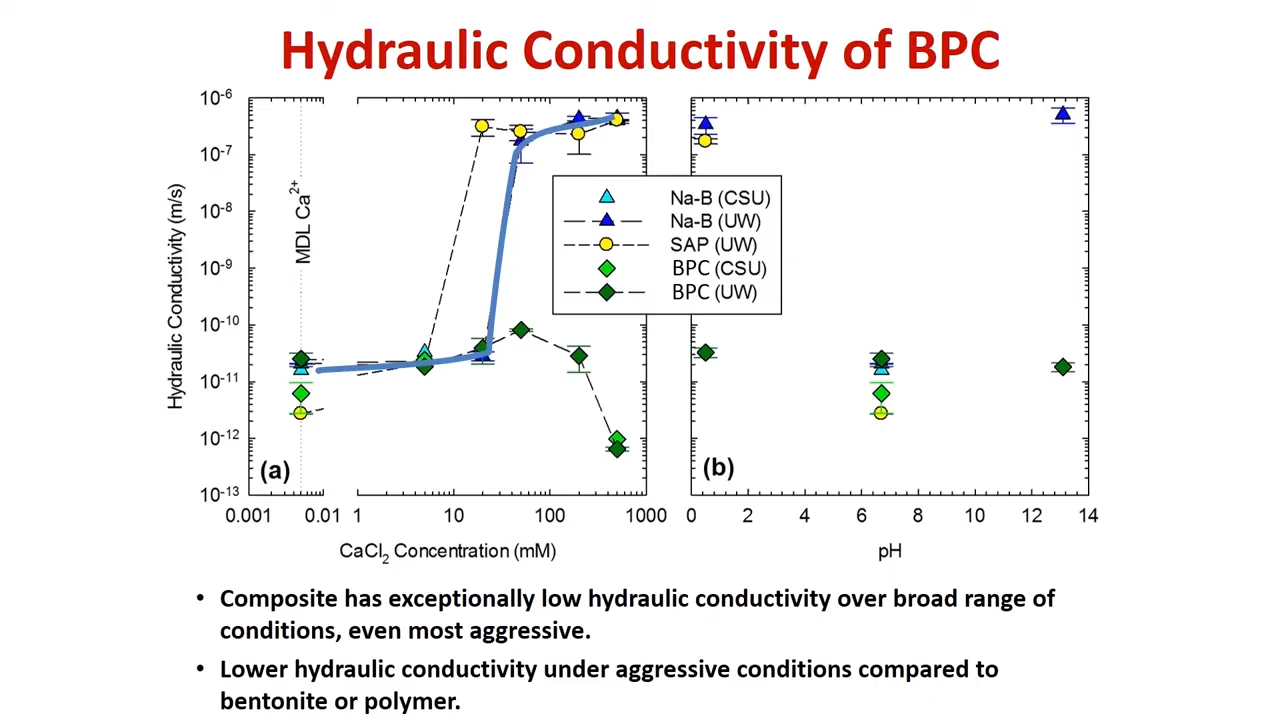 Hydraulic Conductivity of BPC
10⁻⁶
10⁻⁷
10⁻⁸
10⁻⁹
10⁻¹⁰
10⁻¹¹
10⁻¹²
10⁻¹³
Hydraulic Conductivity (m/s)
MDL Ca²⁺
(a)
0.001 0.01 1 10 100 1000
CaCl₂ Concentration (mM)
Na-B (CSU)
Na-B (UW)
SAP (UW)
BPC (CSU)
BPC (UW)
(b)
0 2 4 6 8 10 12 14
pH
• Composite has exceptionally low hydraulic conductivity over broad range of
conditions, even most aggressive.
• Lower hydraulic conductivity under aggressive conditions compared to
bentonite or polymer.